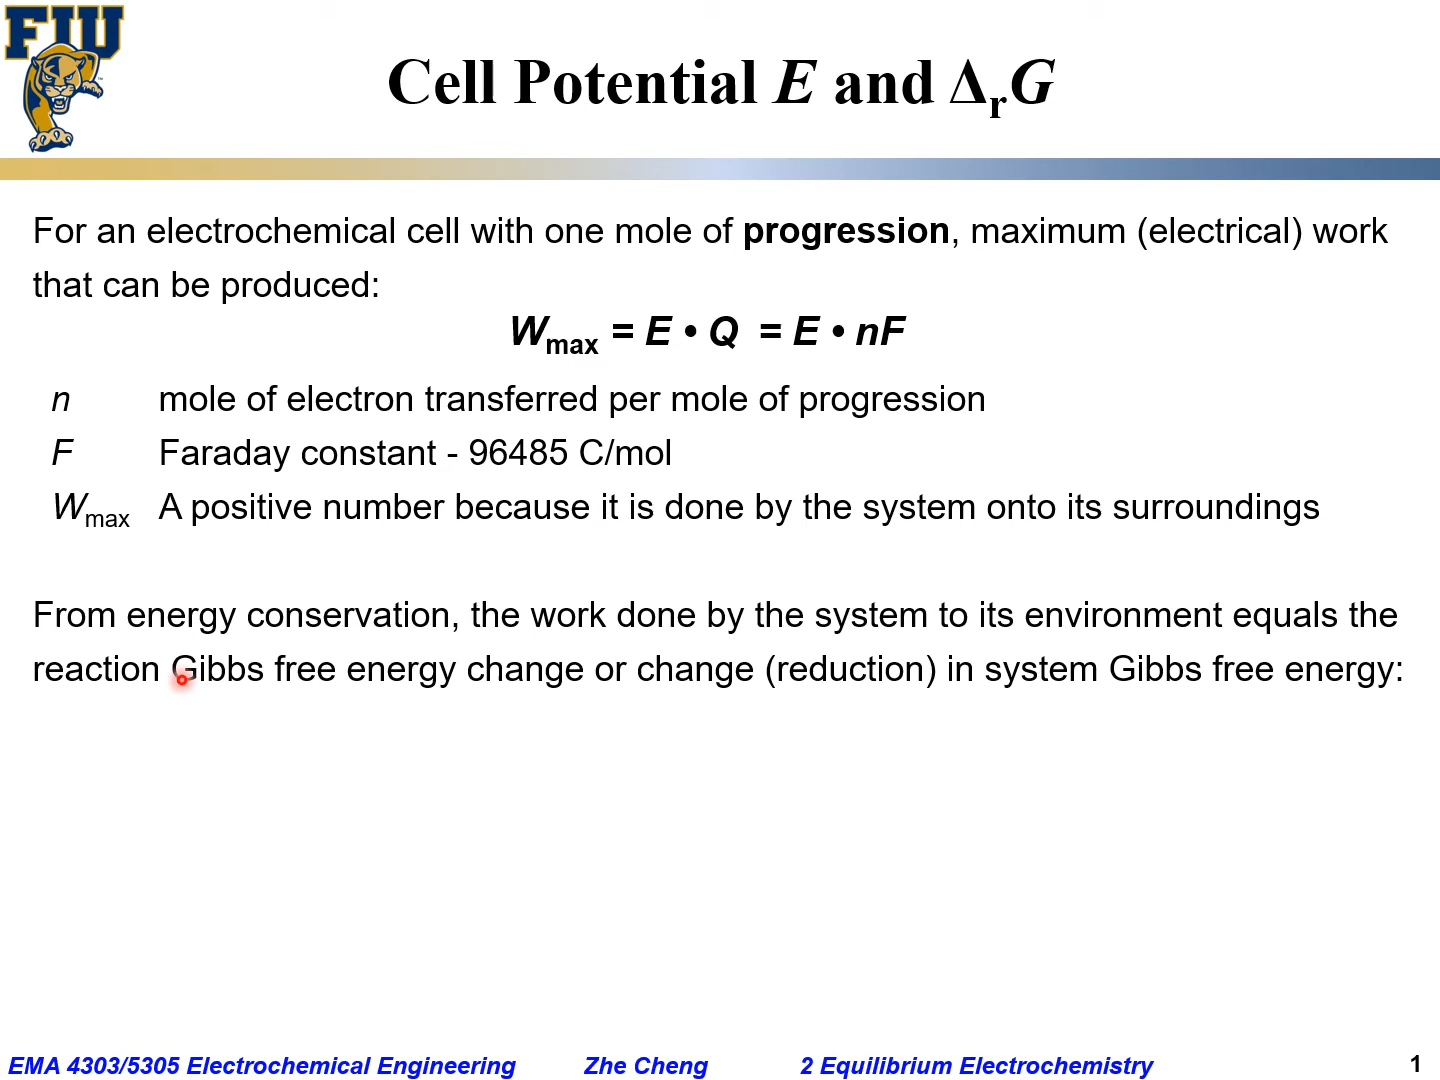 FIU
Cell Potential E and ΔrG
For an electrochemical cell with one mole of progression, maximum (electrical) work
that can be produced:
Wmax = E • Q = E • nF
n mole of electron transferred per mole of progression
F Faraday constant - 96485 C/mol
Wmax A positive number because it is done by the system onto its surroundings
From energy conservation, the work done by the system to its environment equals the
reaction Gibbs free energy change or change (reduction) in system Gibbs free energy:
EMA 4303/5305 Electrochemical Engineering Zhe Cheng 2 Equilibrium Electrochemistry 1